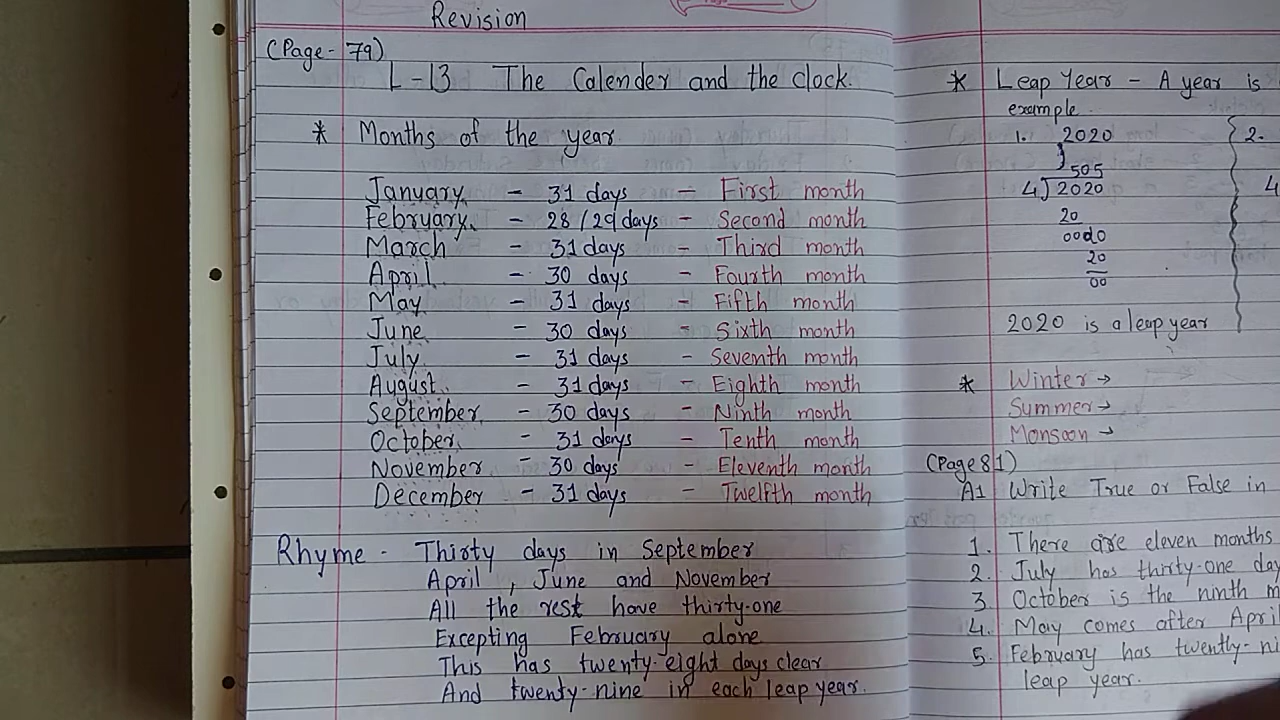 Revision
(Page - 79)
L-13 The Calender and the clock.
* Months of the year
January - 31 days - First month
February - 28/29 days - Second month
March - 31 days - Third month
April - 30 days - Fourth month
May - 31 days - Fifth month
June - 30 days - Sixth month
July - 31 days - Seventh month
August - 31 days - Eighth month
September - 30 days - Ninth month
October - 31 days - Tenth month
November - 30 days - Eleventh month
December - 31 days - Twelfth month
Rhyme - Thirty days in September
April, June and November
All the rest have thirty-one
Excepting February alone
This has twenty-eight days clear
And twenty-nine in each leap year.
* Leap Year - A year is
example
1. 2020
2.
505
4)2020
4
20
0020
20
00
2020 is a leap year
* Winter →
Summer →
Monsoon →
(Page 81)
A1 Write True or False in
1. There are eleven months
2. July has thirty-one day
3 October is the ninth m
4. May comes after April
5. February has twently-ni
leap year.